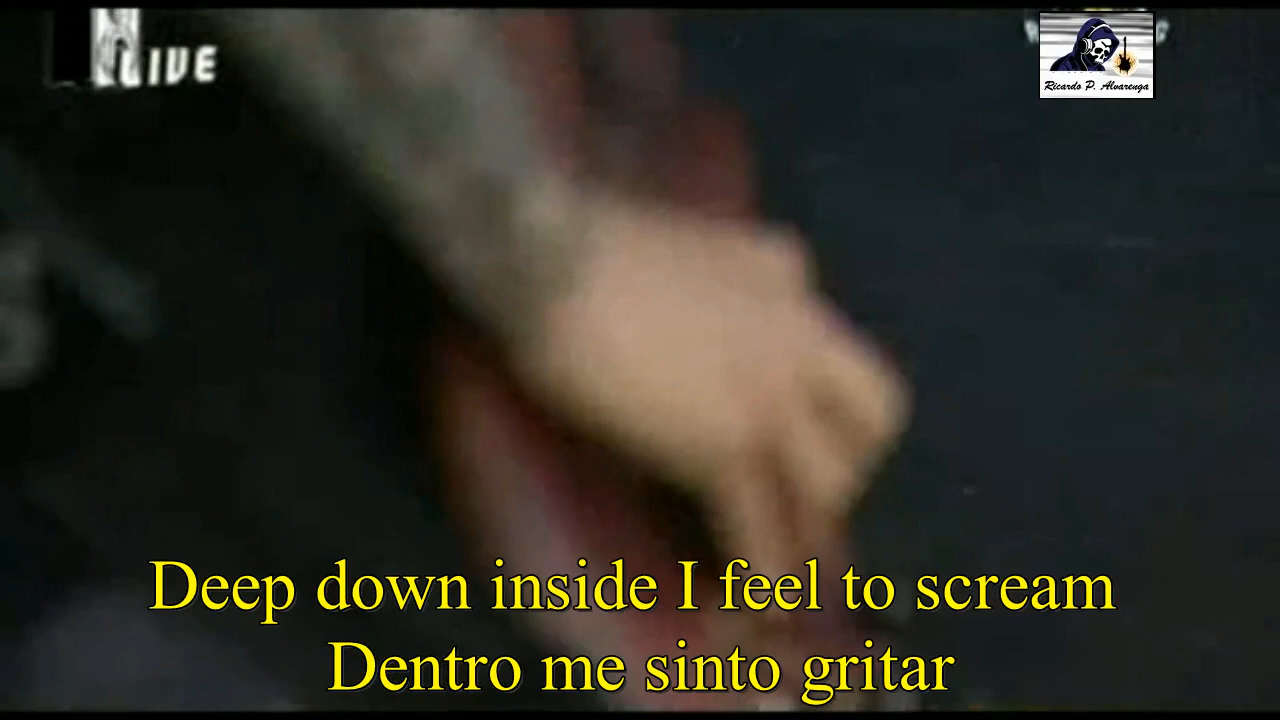 LIVE
Ricardo P. Alvarenga
Deep down inside I feel to scream
Dentro me sinto gritar